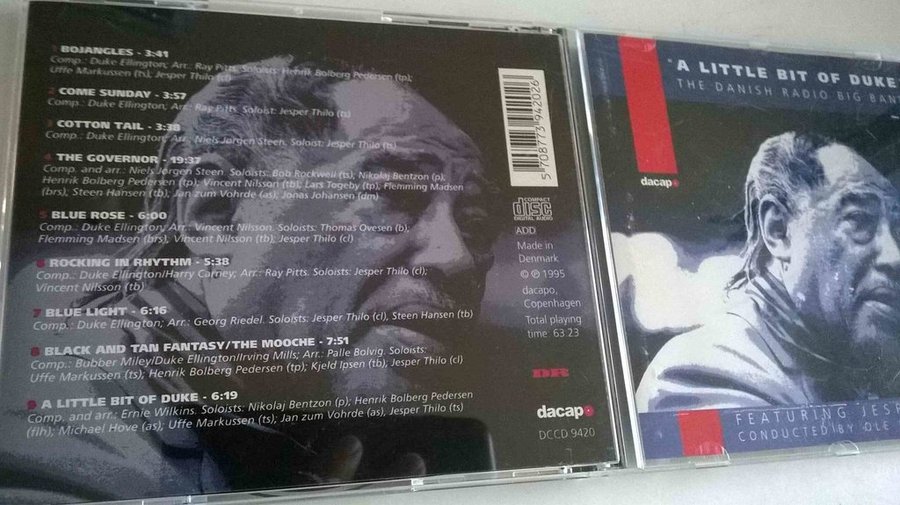 1 BOJANGLES - 3:41
Comp.: Duke Ellington; Arr.: Ray Pitts. Soloists: Henrik Bolberg Pedersen (tp);
Uffe Markussen (ts); Jesper Thilo (cl)
2 COME SUNDAY - 3:57
Comp.: Duke Ellington; Arr.: Ray Pitts. Soloist: Jesper Thilo (ts)
3 COTTON TAIL - 3:38
Comp.: Duke Ellington; Arr.: Niels Jørgen Steen. Soloist: Jesper Thilo (ts)
4 THE GOVERNOR - 19:37
Comp. and arr.: Niels Jørgen Steen. Soloists: Bob Rockwell (ts); Nikolaj Bentzon (p);
Henrik Bolberg Pedersen (tp); Vincent Nilsson (tb); Lars Togeby (tp), Flemming Madsen
(brs); Steen Hansen (tb); Jan zum Vohrde (as); Jonas Johansen (dm)
5 BLUE ROSE - 6:00
Comp.: Duke Ellington; Arr.: Vincent Nilsson. Soloists: Thomas Ovesen (b);
Flemming Madsen (brs); Vincent Nilsson (tb); Jesper Thilo (cl)
6 ROCKING IN RHYTHM - 5:38
Comp.: Duke Ellington/Harry Carney; Arr.: Ray Pitts. Soloists: Jesper Thilo (cl);
Vincent Nilsson (tb)
7 BLUE LIGHT - 6:16
Comp.: Duke Ellington; Arr.: Georg Riedel. Soloists: Jesper Thilo (cl), Steen Hansen (tb)
8 BLACK AND TAN FANTASY/THE MOOCHE - 7:51
Comp.: Bubber Miley/Duke Ellington/Irving Mills; Arr.: Palle Bolvig. Soloists:
Uffe Markussen (ts); Henrik Bolberg Pedersen (tp); Kjeld Ipsen (tb); Jesper Thilo (cl)
9 A LITTLE BIT OF DUKE - 6:19
Comp. and arr.: Ernie Wilkins. Soloists: Nikolaj Bentzon (p); Henrik Bolberg Pedersen
(flh); Michael Hove (as); Uffe Markussen (ts); Jan zum Vohrde (as), Jesper Thilo (ts)
5 708773 942026
COMPACT
disc
DIGITAL AUDIO
ADD
Made in
Denmark
© ℗ 1995
dacapo,
Copenhagen
Total playing
time: 63:23
DR
dacapo
DCCD 9420
"A LITTLE BIT OF DUKE"
THE DANISH RADIO BIG BAN
dacapo
FEATURING JESP
CONDUCTED BY OLE